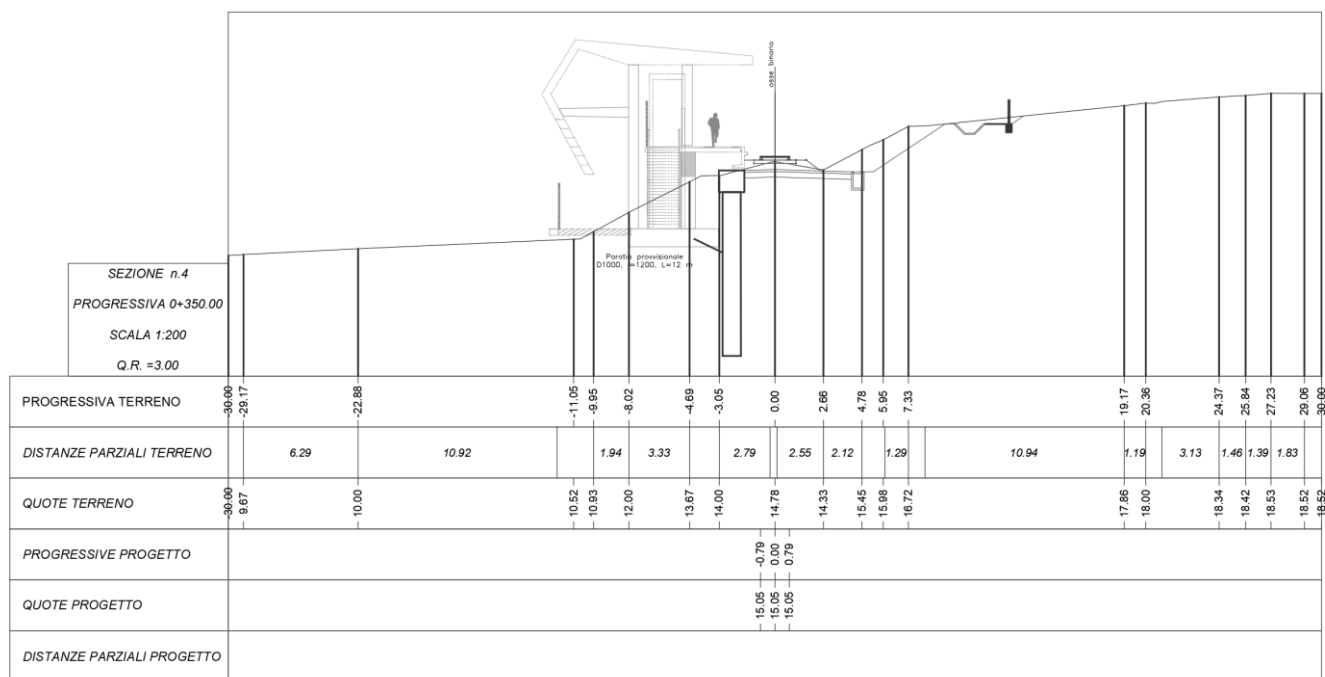 asse binario
Paratia provvisionale
D1000, i=1200, L=12 m
SEZIONE n.4
PROGRESSIVA 0+350.00
SCALA 1:200
Q.R. =3.00
PROGRESSIVA TERRENO -30.00 -29.17 -22.88 -11.05 -9.95 -8.02 -4.69 -3.05 0.00 2.66 4.78 5.95 7.33 19.17 20.36 24.37 25.84 27.23 29.06 30.00
DISTANZE PARZIALI TERRENO 6.29 10.92 1.94 3.33 2.79 2.55 2.12 1.29 10.94 1.19 3.13 1.46 1.39 1.83
QUOTE TERRENO -30.00 9.67 10.00 10.52 10.93 12.00 13.67 14.00 14.78 14.33 15.45 15.98 16.72 17.86 18.00 18.34 18.42 18.53 18.52 18.52
PROGRESSIVE PROGETTO -0.79 0.00 0.79
QUOTE PROGETTO 15.05 15.05 15.05
DISTANZE PARZIALI PROGETTO